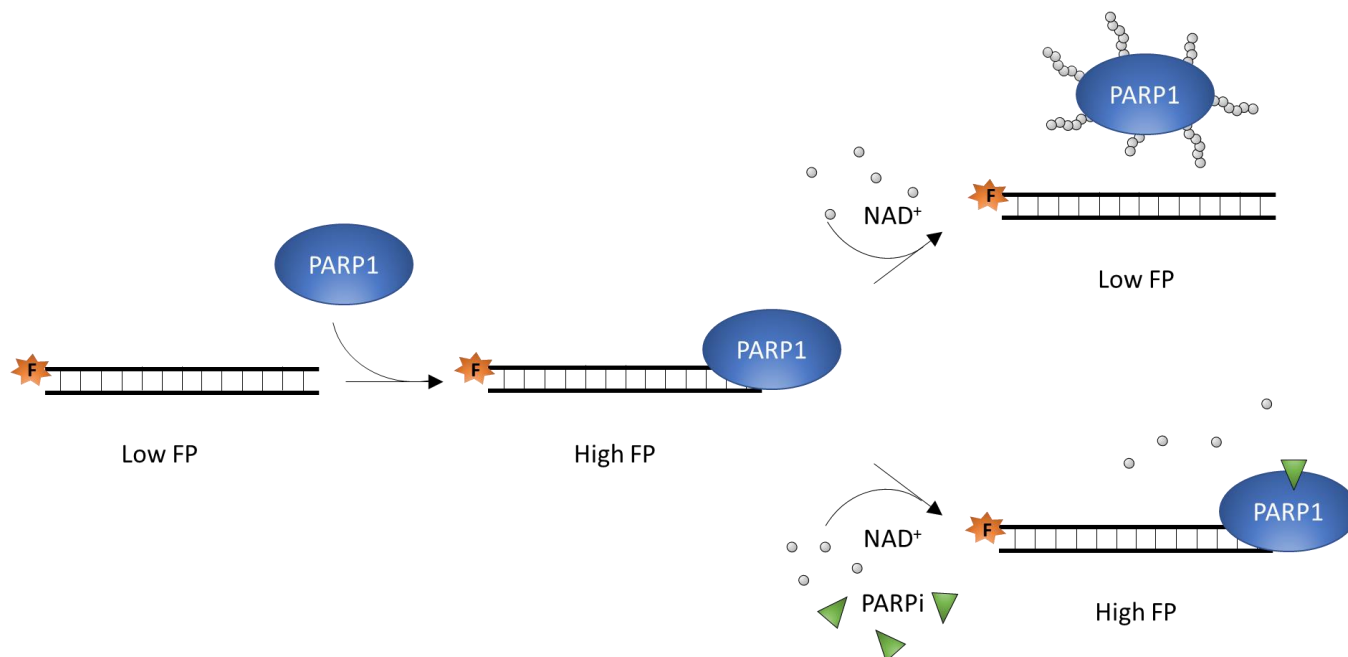 F
Low FP
PARP1
F
PARP1
High FP
NAD⁺
PARP1
F
Low FP
NAD⁺
PARPi
F
PARP1
High FP